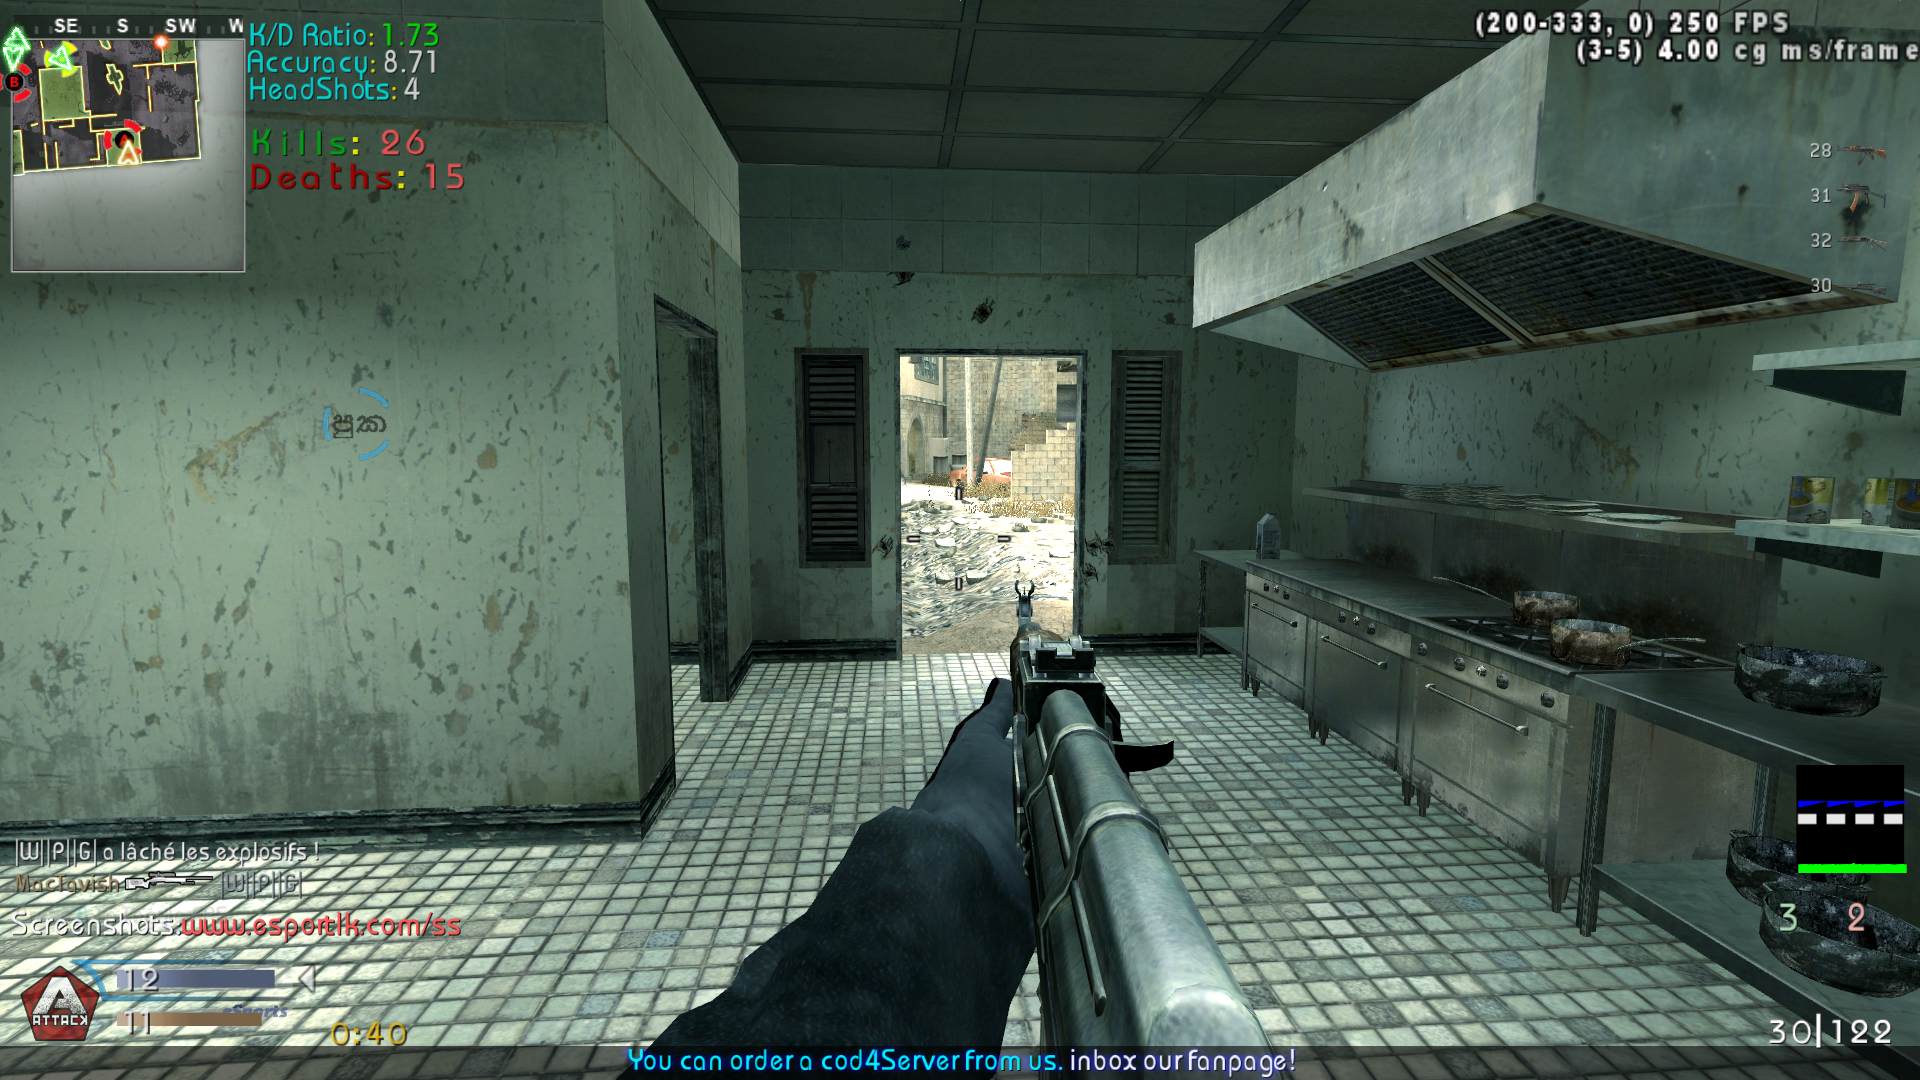 SE S SW W
K/D Ratio: 1.73
Accuracy: 8.71
HeadShots: 4
Kills: 26
Deaths: 15
(200-333, 0) 250 FPS
(3-5) 4.00 cg ms/frame
28
31
32
30
B
A
|W||P||G| a lâché les explosifs !
MacTavish |W||P||G|
Screenshots:www.esportlk.com/ss
A
ATTACK
12
11
eSports
0:40
3 2
30|122
You can order a cod4Server from us. inbox our fanpage!